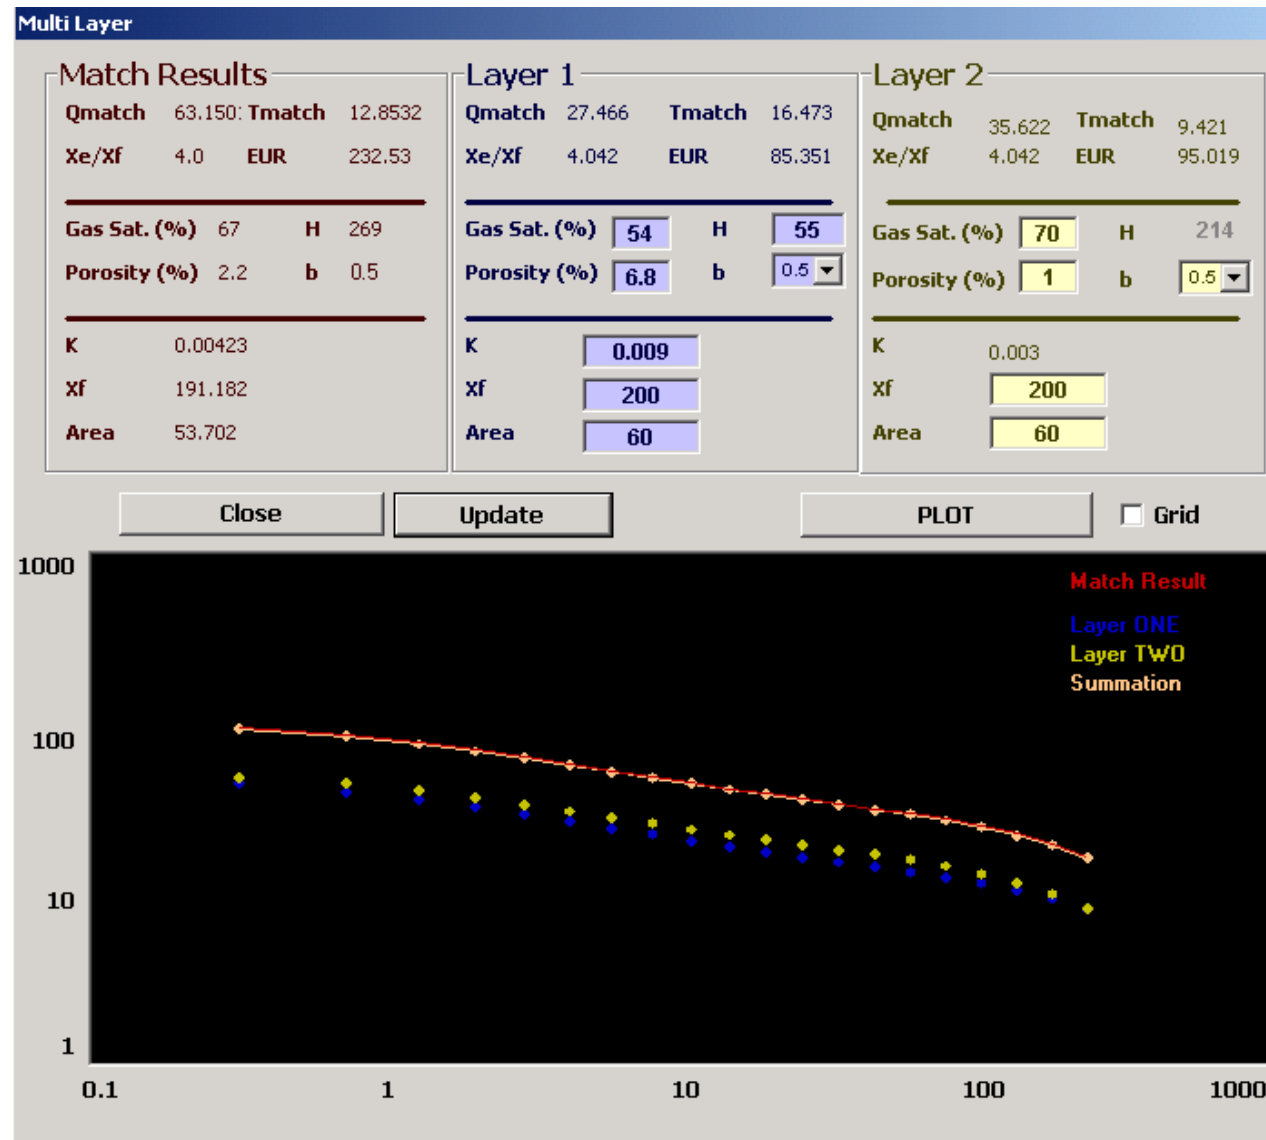 Multi Layer
Match Results
Qmatch 63.150: Tmatch 12.8532
Xe/Xf 4.0 EUR 232.53
Gas Sat. (%) 67 H 269
Porosity (%) 2.2 b 0.5
K 0.00423
Xf 191.182
Area 53.702
Layer 1
Qmatch 27.466 Tmatch 16.473
Xe/Xf 4.042 EUR 85.351
Gas Sat. (%) 54 H 55
Porosity (%) 6.8 b 0.5
K 0.009
Xf 200
Area 60
Layer 2
Qmatch 35.622 Tmatch 9.421
Xe/Xf 4.042 EUR 95.019
Gas Sat. (%) 70 H 214
Porosity (%) 1 b 0.5
K 0.003
Xf 200
Area 60
Close Update PLOT Grid
Match Result
Layer ONE
Layer TWO
Summation
1000
100
10
1
0.1 1 10 100 1000